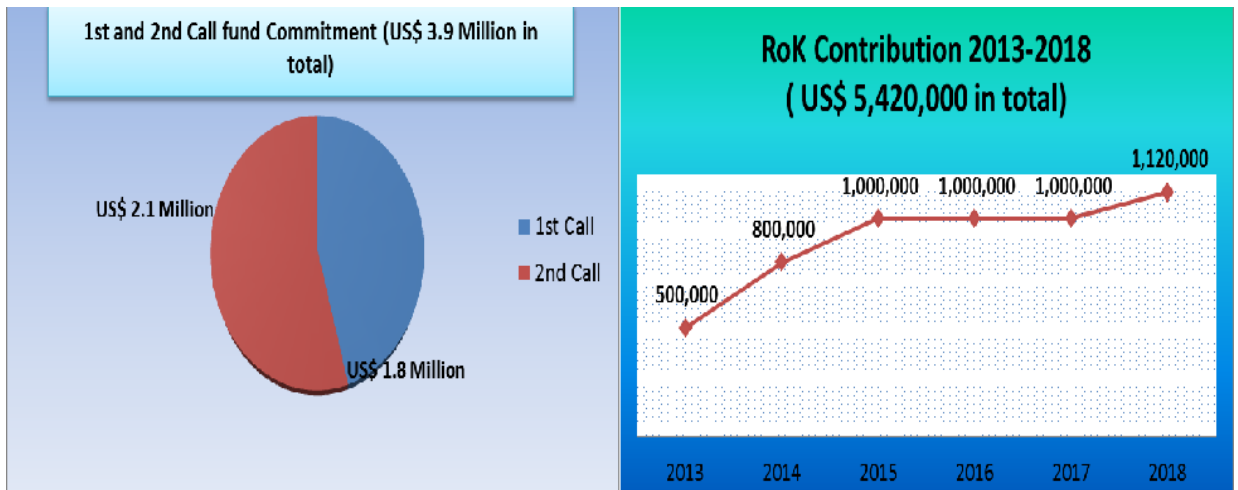 1st and 2nd Call fund Commitment (US$ 3.9 Million in
total)
US$ 2.1 Million
US$ 1.8 Million
1st Call
2nd Call
RoK Contribution 2013-2018
( US$ 5,420,000 in total)
500,000
800,000
1,000,000
1,000,000
1,000,000
1,120,000
2013 2014 2015 2016 2017 2018